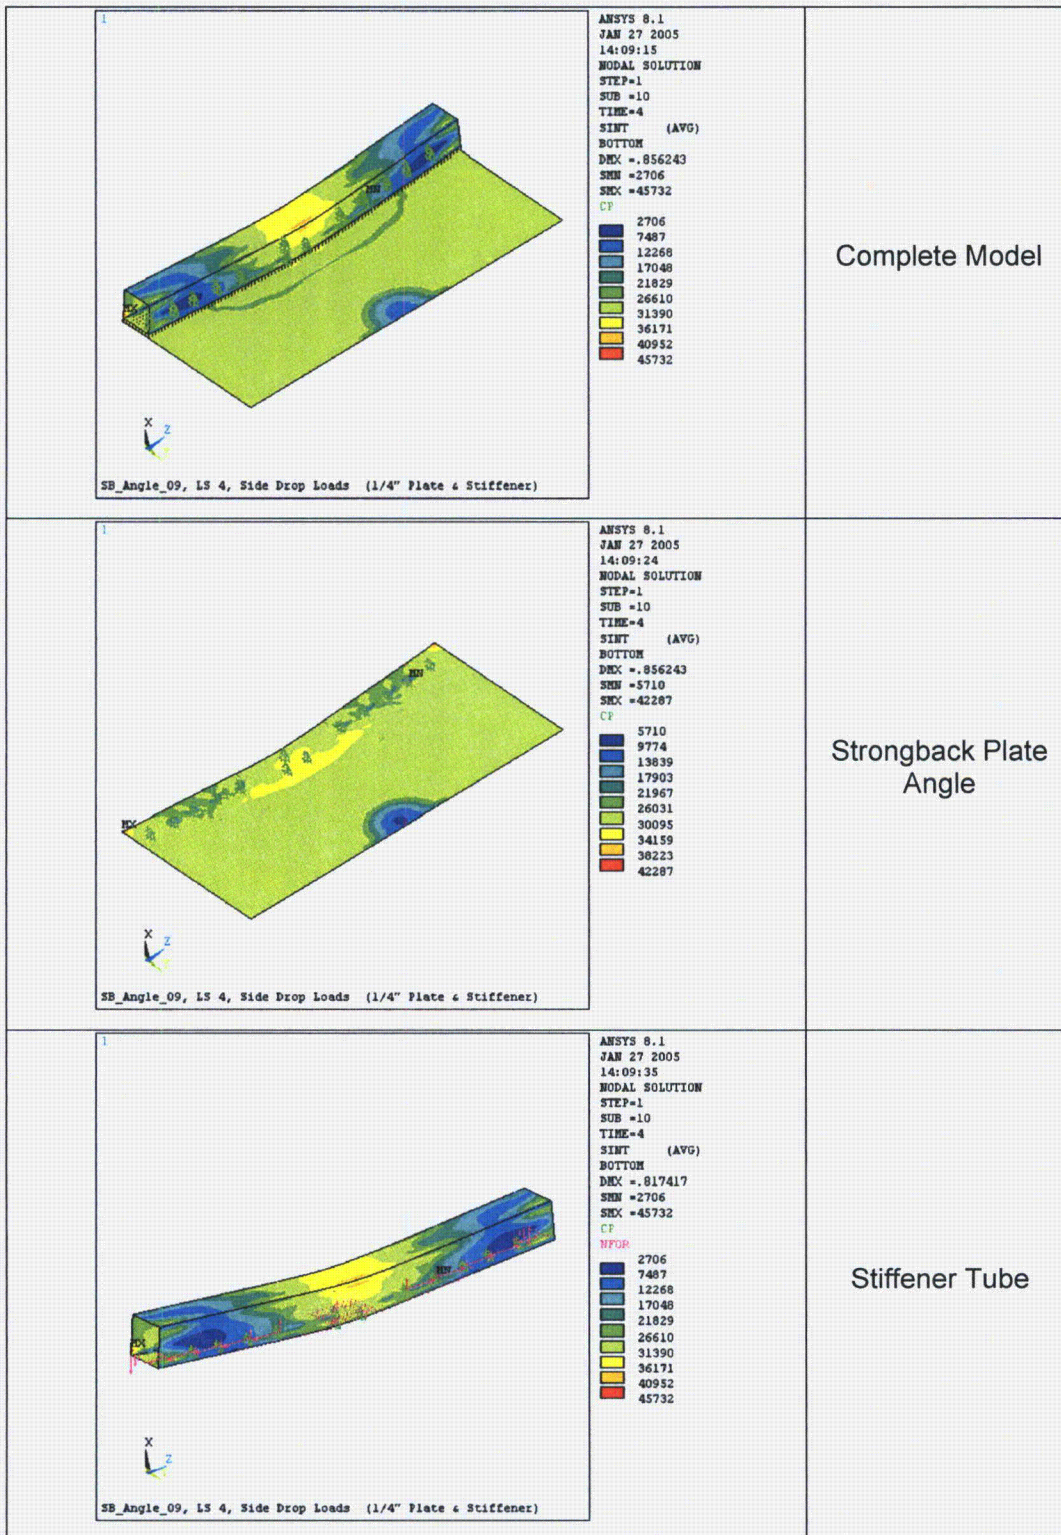 1
ANSYS 8.1
JAN 27 2005
14:09:15
NODAL SOLUTION
STEP=1
SUB =10
TIME=4
SINT (AVG)
BOTTOM
DMX =.856243
SMN =2706
SMX =45732
CP
2706
7487
12268
17048
21829
26610
31390
36171
40952
45732
MN
MX
X
Z
SB_Angle_09, LS 4, Side Drop Loads (1/4" Plate & Stiffener)
Complete Model
1
ANSYS 8.1
JAN 27 2005
14:09:24
NODAL SOLUTION
STEP=1
SUB =10
TIME=4
SINT (AVG)
BOTTOM
DMX =.856243
SMN =5710
SMX =42287
CP
5710
9774
13839
17903
21967
26031
30095
34159
38223
42287
MN
MX
X
Z
SB_Angle_09, LS 4, Side Drop Loads (1/4" Plate & Stiffener)
Strongback Plate
Angle
1
ANSYS 8.1
JAN 27 2005
14:09:35
NODAL SOLUTION
STEP=1
SUB =10
TIME=4
SINT (AVG)
BOTTOM
DMX =.817417
SMN =2706
SMX =45732
CP
NFOR
2706
7487
12268
17048
21829
26610
31390
36171
40952
45732
MN
MX
X
Z
SB_Angle_09, LS 4, Side Drop Loads (1/4" Plate & Stiffener)
Stiffener Tube